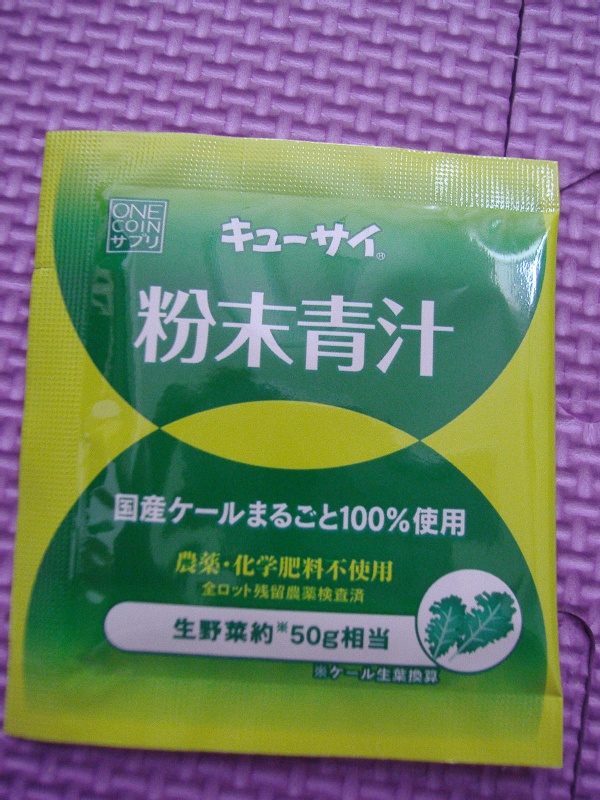 ONE
COIN
サプリ
キューサイ®
粉末青汁
国産ケールまるごと100%使用
農薬・化学肥料不使用
全ロット残留農薬検査済
生野菜約※50g相当
※ケール生葉換算